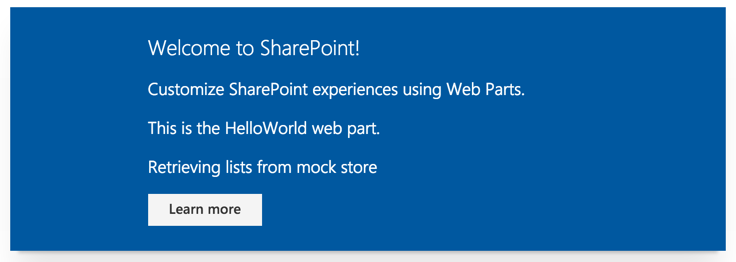 Welcome to SharePoint!
Customize SharePoint experiences using Web Parts.
This is the HelloWorld web part.
Retrieving lists from mock store
Learn more